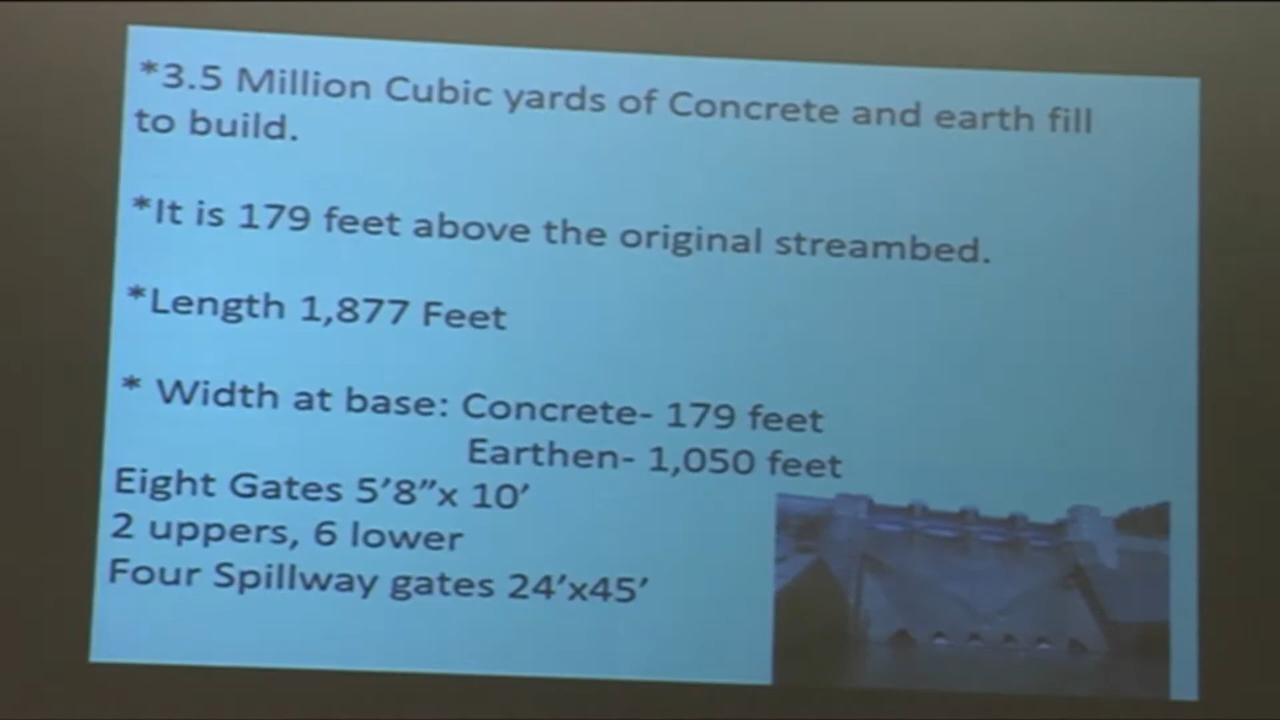 *3.5 Million Cubic yards of Concrete and earth fill
to build.
*It is 179 feet above the original streambed.
*Length 1,877 Feet
* Width at base: Concrete- 179 feet
Earthen- 1,050 feet
Eight Gates 5'8"x 10'
2 uppers, 6 lower
Four Spillway gates 24'x45'